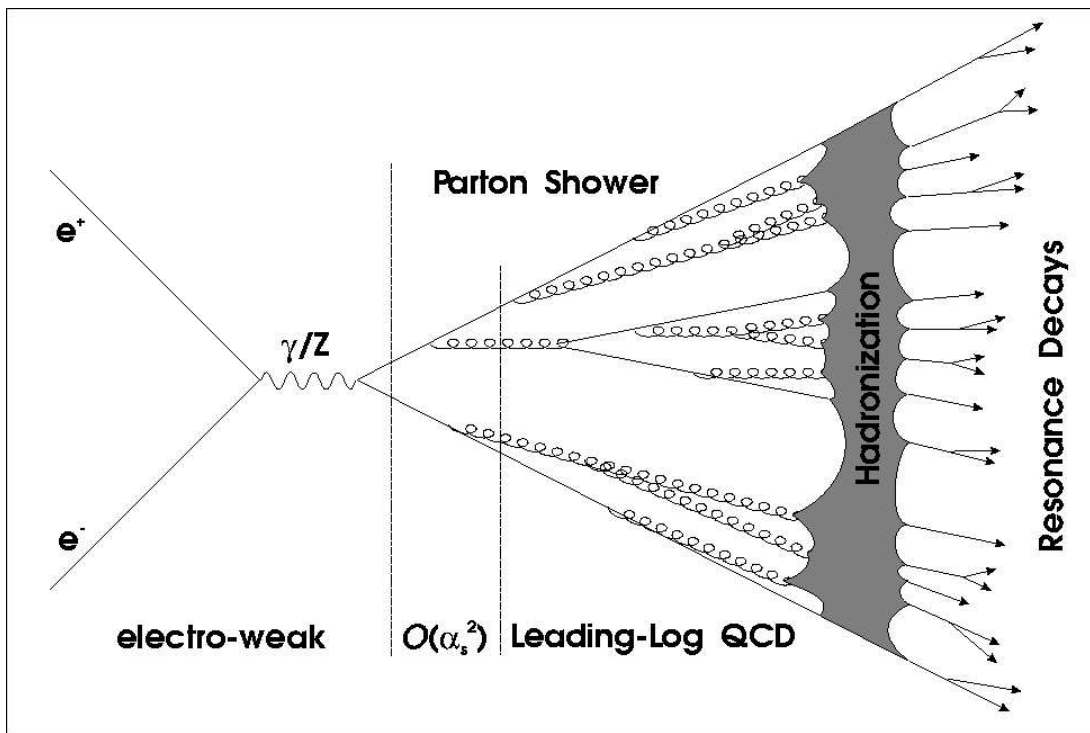 Parton Shower
e⁺
γ/Z
e⁻
Hadronization
Resonance Decays
electro-weak
O(αₛ²)
Leading-Log QCD